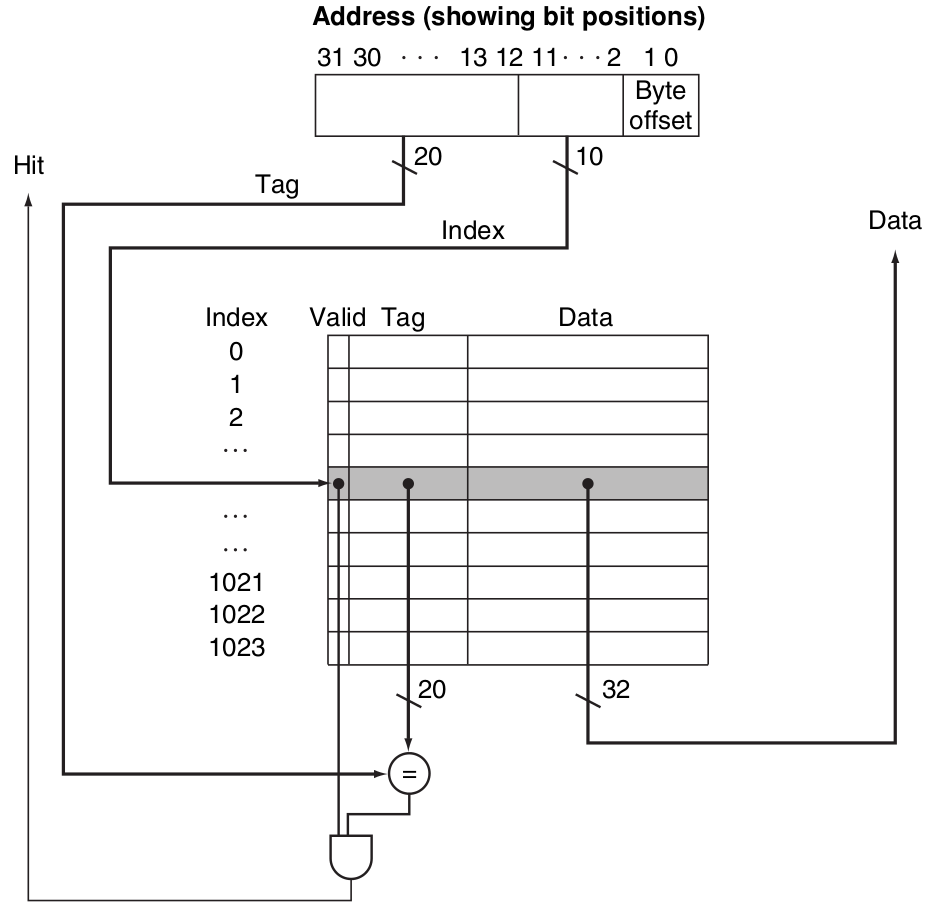 Address (showing bit positions)
31 30 · · · 13 12 11 · · · 2 1 0
Byte
offset
20
10
Hit
Tag
Data
Index
Index
Valid
Tag
Data
0
1
2
· · ·
· · ·
· · ·
1021
1022
1023
20
32
=